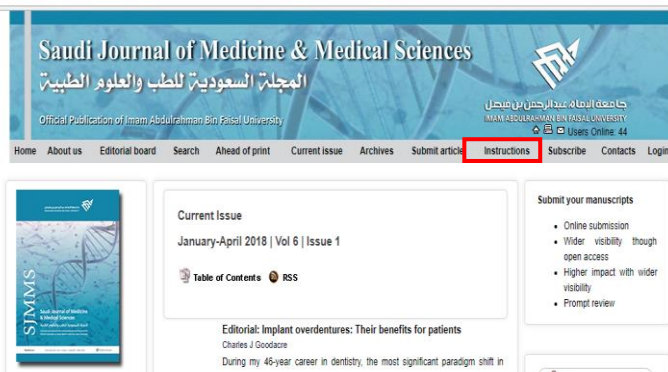 Saudi Journal of Medicine & Medical Sciences
المجلة السعودية للطب والعلوم الطبية
Official Publication of Imam Abdulrahman Bin Faisal University
جامعة الإمام عبدالرحمن بن فيصل
IMAM ABDULRAHMAN BIN FAISAL UNIVERSITY
Users Online: 44
Home About us Editorial board Search Ahead of print Current issue Archives Submit article Instructions Subscribe Contacts Login
SJMMS
Saudi Journal of Medicine
& Medical Sciences
Current Issue
January-April 2018 | Vol 6 | Issue 1
Table of Contents RSS
Editorial: Implant overdentures: Their benefits for patients
Charles J Goodacre
During my 46-year career in dentistry, the most significant paradigm shift in
Submit your manuscripts
Online submission
Wider visibility though
open access
Higher impact with wider
visibility
Prompt review